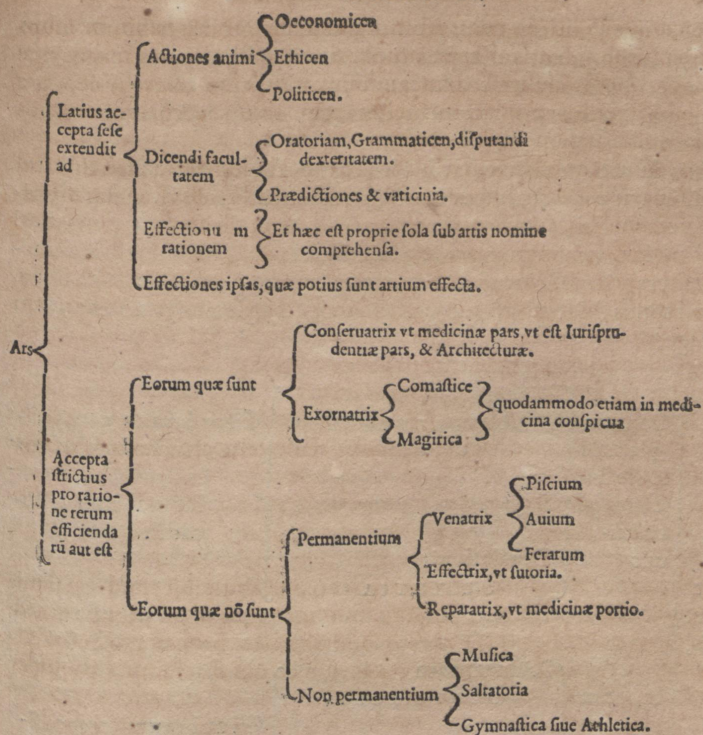 Oeconomicen
Actiones animi
Ethicen
Politicen.
Latius ac-
cepta sese
extendit
ad
Oratoriam, Grammaticen, disputandi
dexteritatem.
Dicendi facul-
tatem
Prædictiones & vaticinia.
Effectionu m
rationem
Et hæc est proprie sola sub artis nomine
comprehensa.
Effectiones ipsas, quæ potius sunt artium effecta.
Ars
Conseruatrix vt medicinæ pars, vt est Iurispru-
dentiæ pars, & Architecturæ.
Eorum quæ sunt
Comastice
Exornatrix
quodammodo etiam in medi-
cina conspicua
Magirica
Accepta
strictius
pro ratio-
ne rerum
efficienda
rū aut est
Piscium
Permanentium
Venatrix
Auium
Ferarum
Effectrix, vt sutoria.
Eorum quæ nō sunt
Reparatrix, vt medicinæ portio.
Musica
Non permanentium
Saltatoria
Gymnastica siue Athletica.